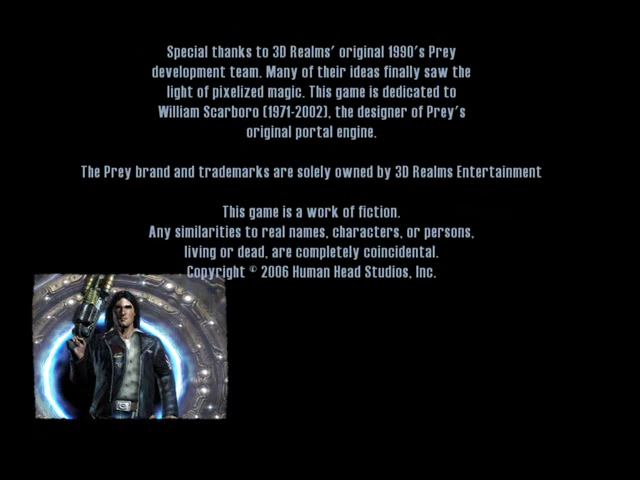 Special thanks to 3D Realms' original 1990's Prey
development team. Many of their ideas finally saw the
light of pixelized magic. This game is dedicated to
William Scarboro (1971-2002), the designer of Prey's
original portal engine.
The Prey brand and trademarks are solely owned by 3D Realms Entertainment
This game is a work of fiction.
Any similarities to real names, characters, or persons,
living or dead, are completely coincidental.
Copyright © 2006 Human Head Studios, Inc.